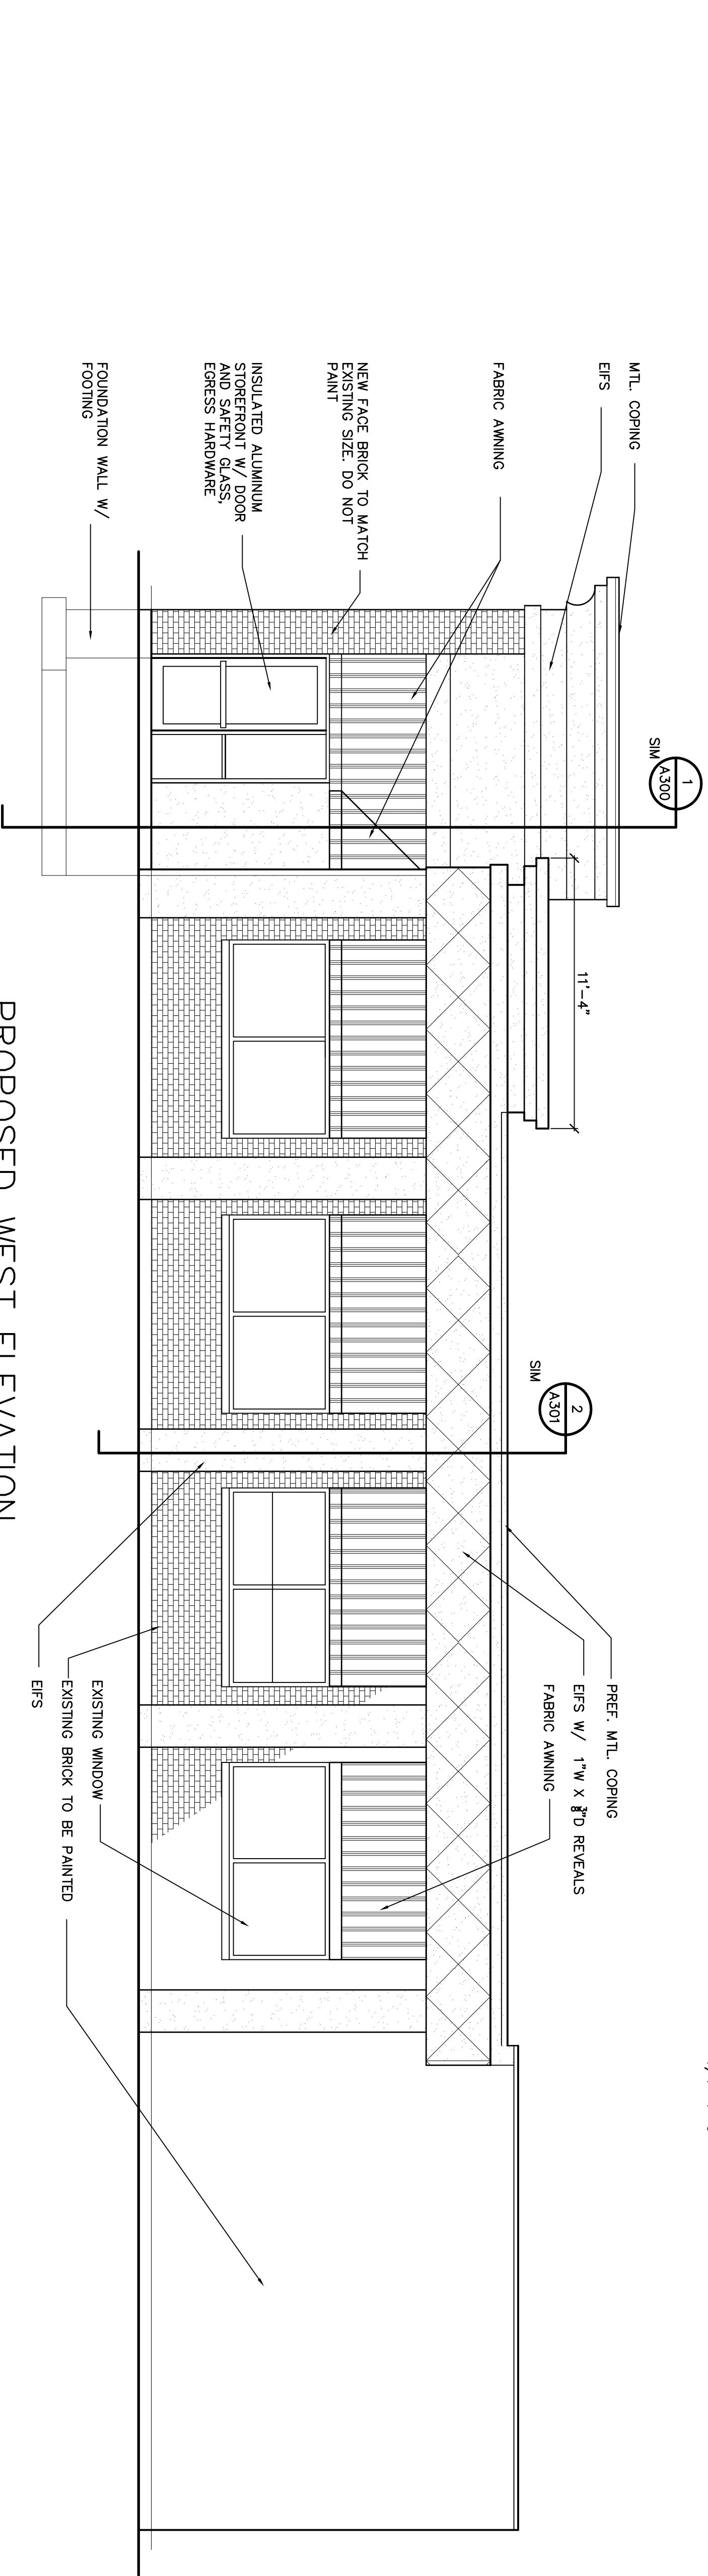 MTL. COPING
EIFS
FABRIC AWNING
NEW FACE BRICK TO MATCH
EXISTING SIZE. DO NOT
PAINT
INSULATED ALUMINUM
STOREFRONT W/ DOOR
AND SAFETY GLASS,
EGRESS HARDWARE
FOUNDATION WALL W/
FOOTING
1
A300
SIM
11'-4"
2
A301
SIM
PREF. MTL. COPING
EIFS W/ 1"W X "D REVEALS
FABRIC AWNING
EXISTING WINDOW
EXISTING BRICK TO BE PAINTED
EIFS
PROPOSED WEST ELEVATION